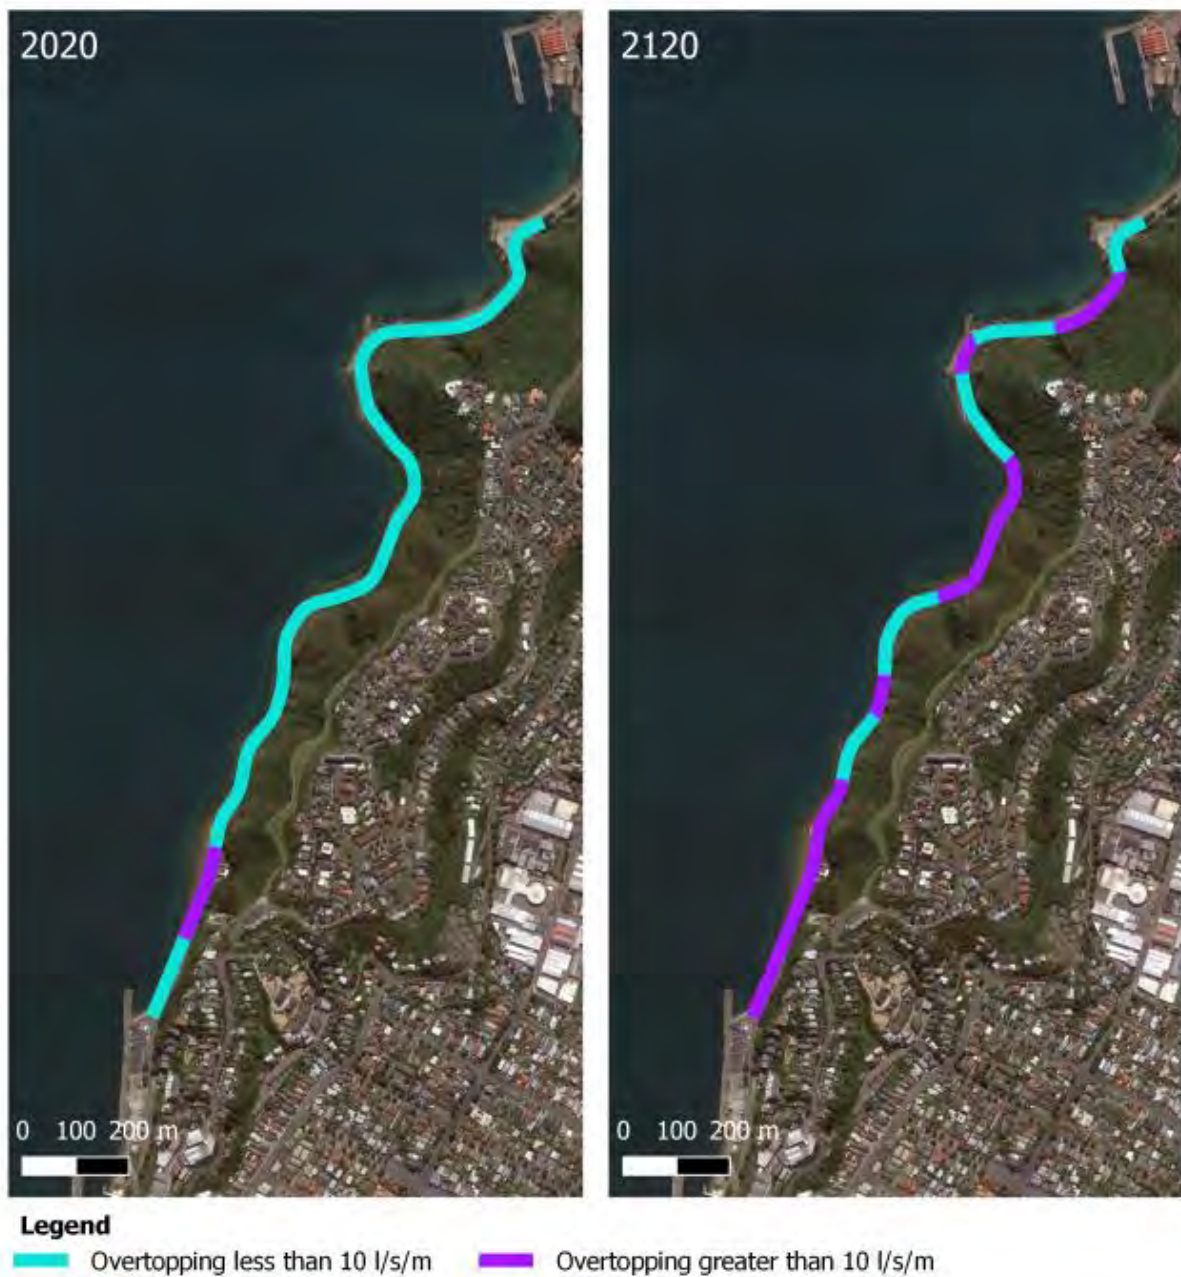 2020
2120
0 100 200 m
0 100 200 m
Legend
Overtopping less than 10 l/s/m
Overtopping greater than 10 l/s/m